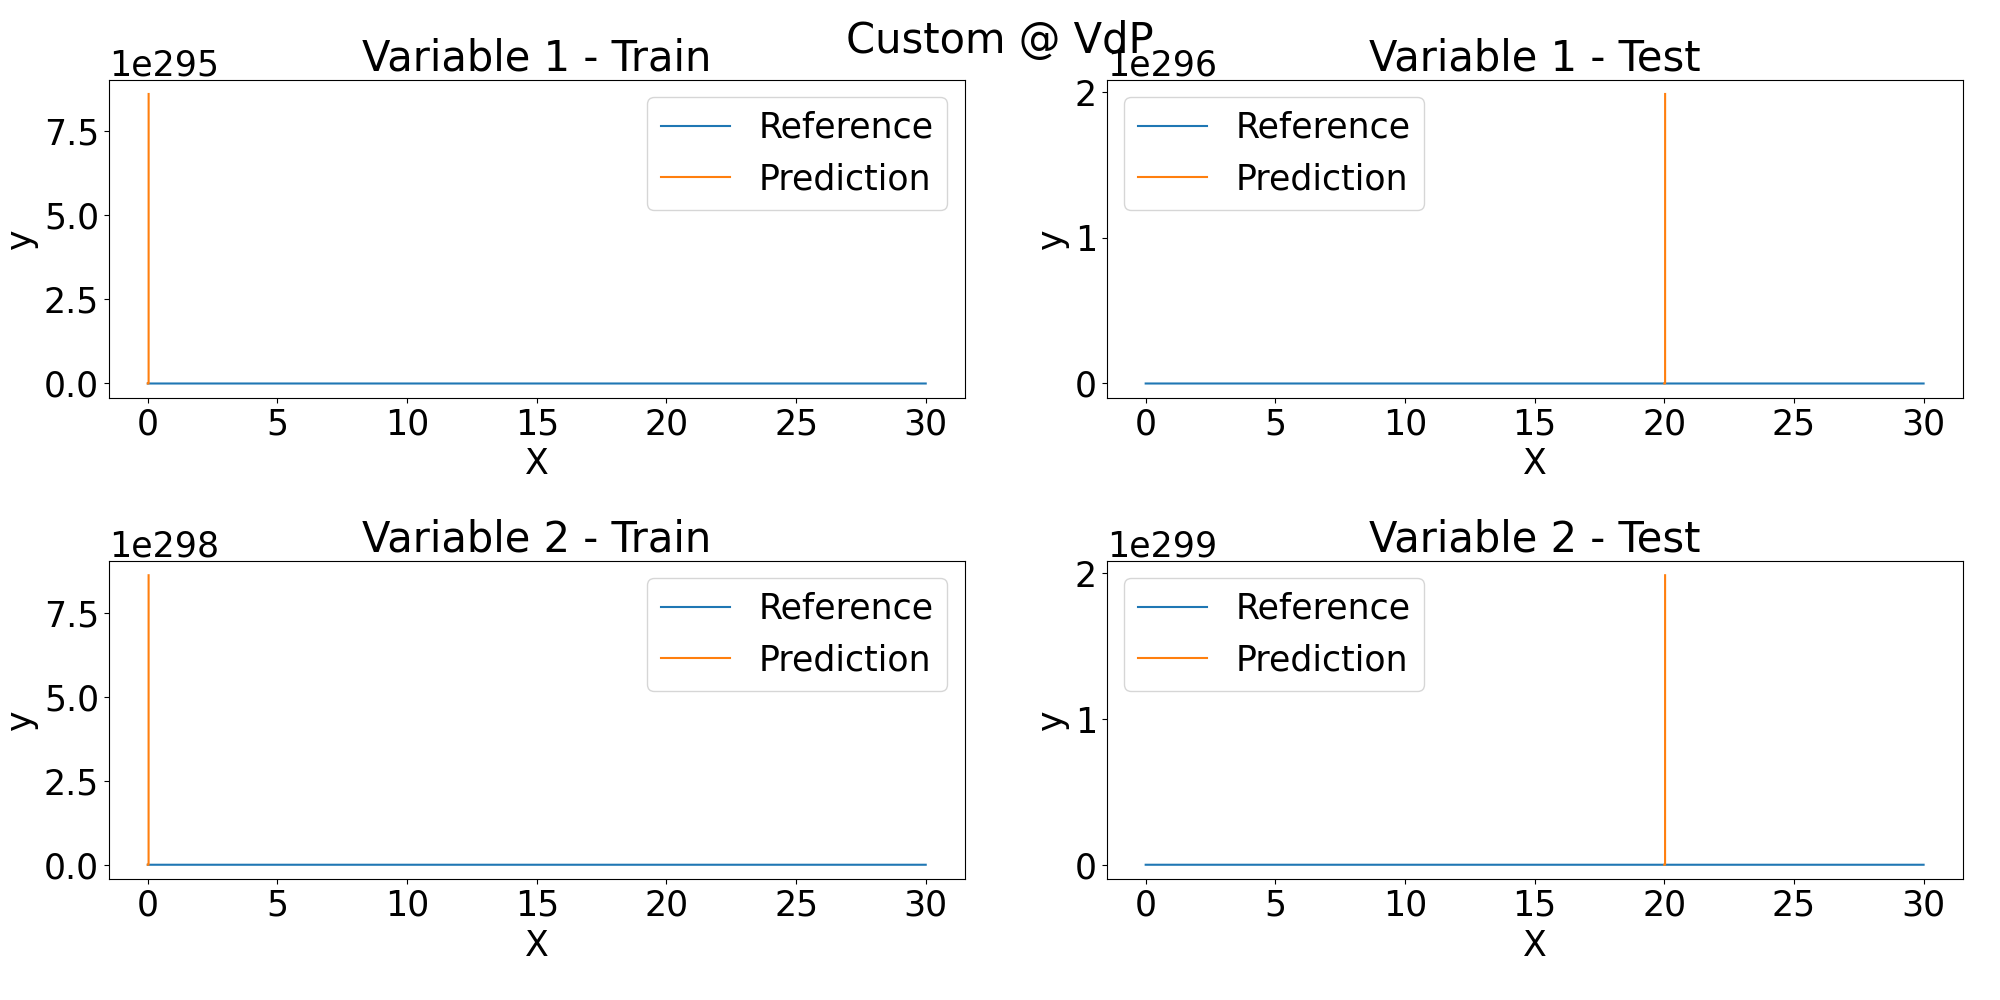 Custom @ VdP
Variable 1 - Train
1e295
7.5
5.0
2.5
0.0
y
0 5 10 15 20 25 30
X
Reference
Prediction
Variable 1 - Test
1e296
2
1
0
y
0 5 10 15 20 25 30
X
Reference
Prediction
Variable 2 - Train
1e298
7.5
5.0
2.5
0.0
y
0 5 10 15 20 25 30
X
Reference
Prediction
Variable 2 - Test
1e299
2
1
0
y
0 5 10 15 20 25 30
X
Reference
Prediction